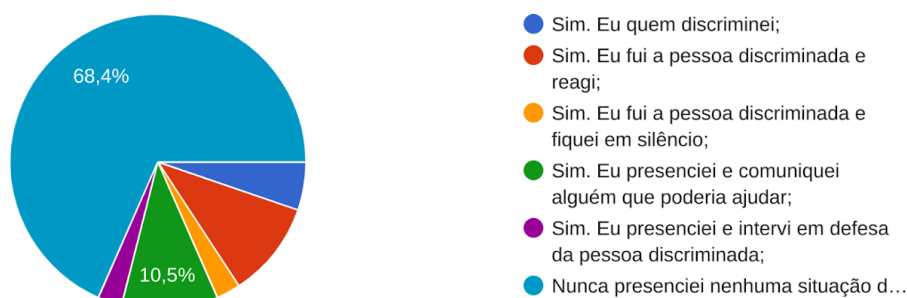 68,4%
10,5%
Sim. Eu quem discriminei;
Sim. Eu fui a pessoa discriminada e
reagi;
Sim. Eu fui a pessoa discriminada e
fiquei em silêncio;
Sim. Eu presenciei e comuniquei
alguém que poderia ajudar;
Sim. Eu presenciei e intervi em defesa
da pessoa discriminada;
Nunca presenciei nenhuma situação d…